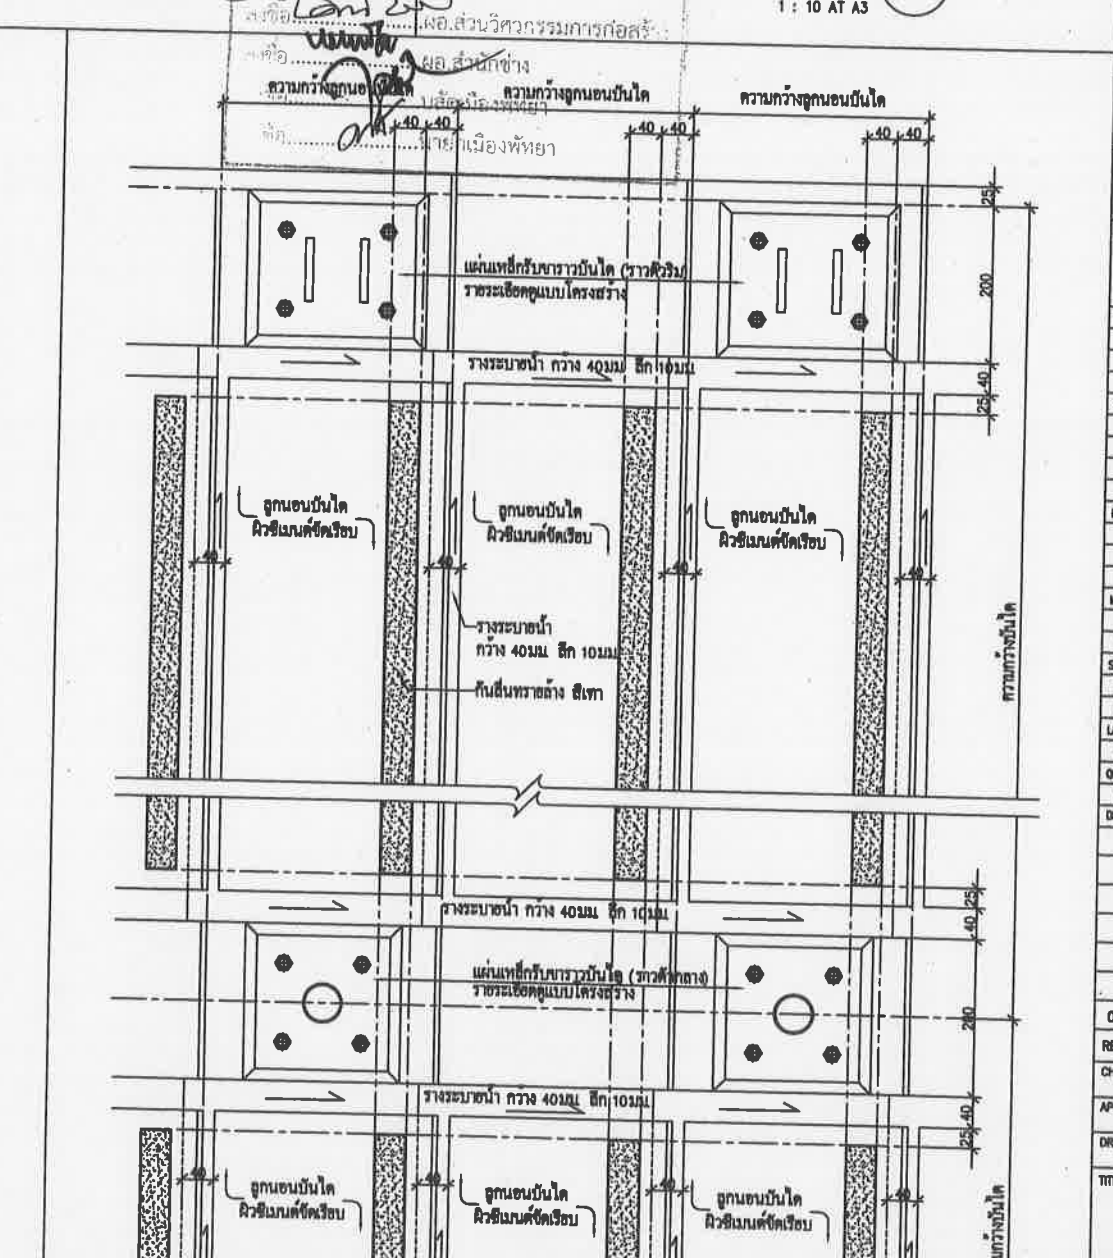 1 : 10 AT A3
ลงชื่อ
ผอ.ส่วนวิศวกรรมการก่อสร้าง
ลงชื่อ
ผอ.สำนักช่าง
ความกว้างลูกนอนบันได
ความกว้างลูกนอนบันได
ความกว้างลูกนอนบันได
ปลัดเมืองพัทยา
40 40
40 40
40 40
นายกเมืองพัทยา
25
200
แผ่นเหล็กรับขาราวบันได (ราวตัวริม)
รายระเอียดดูแบบโครงสร้าง
รางระบายน้ำ กว้าง 40มม ลึก 10มม
40
25
ลูกนอนบันได
ผิวซีเมนต์ขัดเรียบ
ลูกนอนบันได
ผิวซีเมนต์ขัดเรียบ
ลูกนอนบันได
ผิวซีเมนต์ขัดเรียบ
40
40
40
40
รางระบายน้ำ
กว้าง 40มม ลึก 10มม
กันลื่นทรายล้าง สีเทา
ความกว้างบันได
25
40
รางระบายน้ำ กว้าง 40มม ลึก 10มม
แผ่นเหล็กรับขาราวบันได (ราวตัวกลาง)
รายระเอียดดูแบบโครงสร้าง
200
รางระบายน้ำ กว้าง 40มม ลึก 10มม
40
25
40
40
40
40
ลูกนอนบันได
ผิวซีเมนต์ขัดเรียบ
ลูกนอนบันได
ผิวซีเมนต์ขัดเรียบ
ลูกนอนบันได
ผิวซีเมนต์ขัดเรียบ